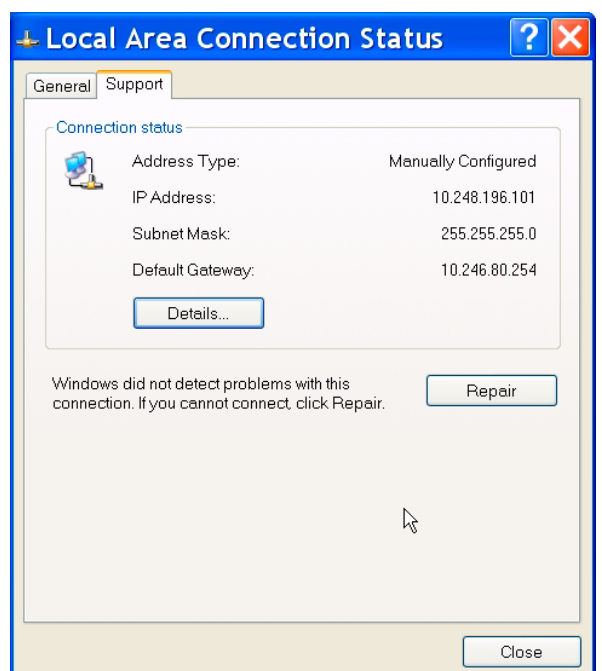 Local Area Connection Status
General Support
Connection status
Address Type: Manually Configured
IP Address: 10.248.196.101
Subnet Mask: 255.255.255.0
Default Gateway: 10.246.80.254
Details...
Windows did not detect problems with this
connection. If you cannot connect, click Repair.
Repair
Close